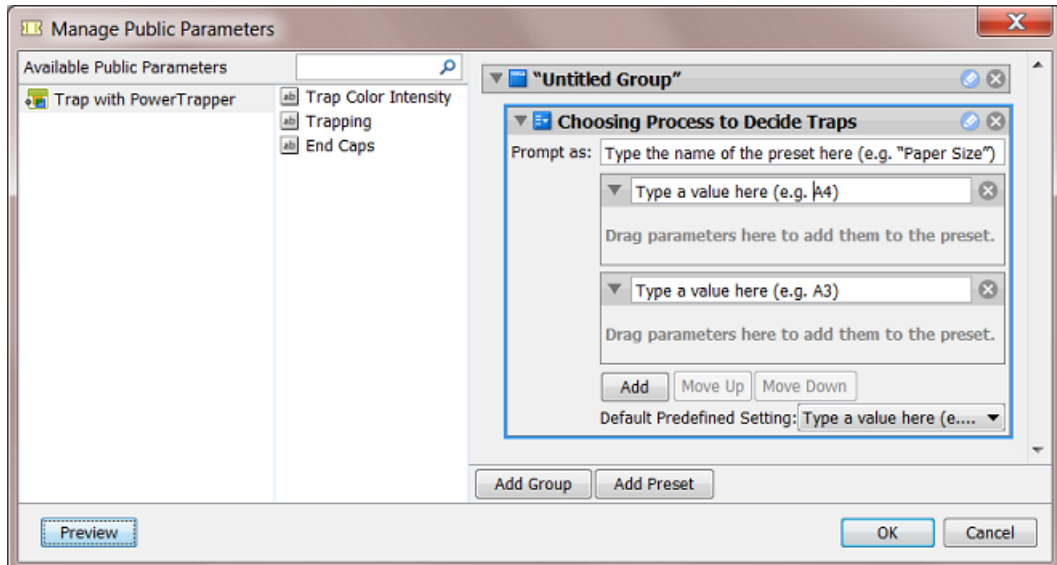 Manage Public Parameters
X
Available Public Parameters
Trap with PowerTrapper
ab Trap Color Intensity
ab Trapping
ab End Caps
"Untitled Group"
Choosing Process to Decide Traps
Prompt as: Type the name of the preset here (e.g. "Paper Size")
Type a value here (e.g. A4)
Drag parameters here to add them to the preset.
Type a value here (e.g. A3)
Drag parameters here to add them to the preset.
Add Move Up Move Down
Default Predefined Setting: Type a value here (e....
Add Group Add Preset
Preview OK Cancel